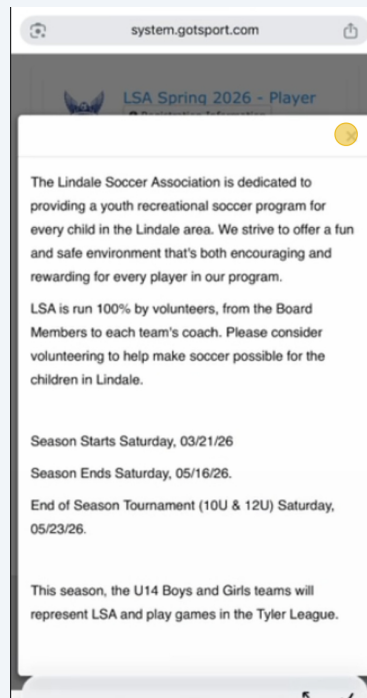 system.gotsport.com
LSA Spring 2026 - Player
Registration Information
The Lindale Soccer Association is dedicated to
providing a youth recreational soccer program for
every child in the Lindale area. We strive to offer a fun
and safe environment that's both encouraging and
rewarding for every player in our program.
LSA is run 100% by volunteers, from the Board
Members to each team's coach. Please consider
volunteering to help make soccer possible for the
children in Lindale.
Season Starts Saturday, 03/21/26
Season Ends Saturday, 05/16/26.
End of Season Tournament (10U & 12U) Saturday,
05/23/26.
This season, the U14 Boys and Girls teams will
represent LSA and play games in the Tyler League.